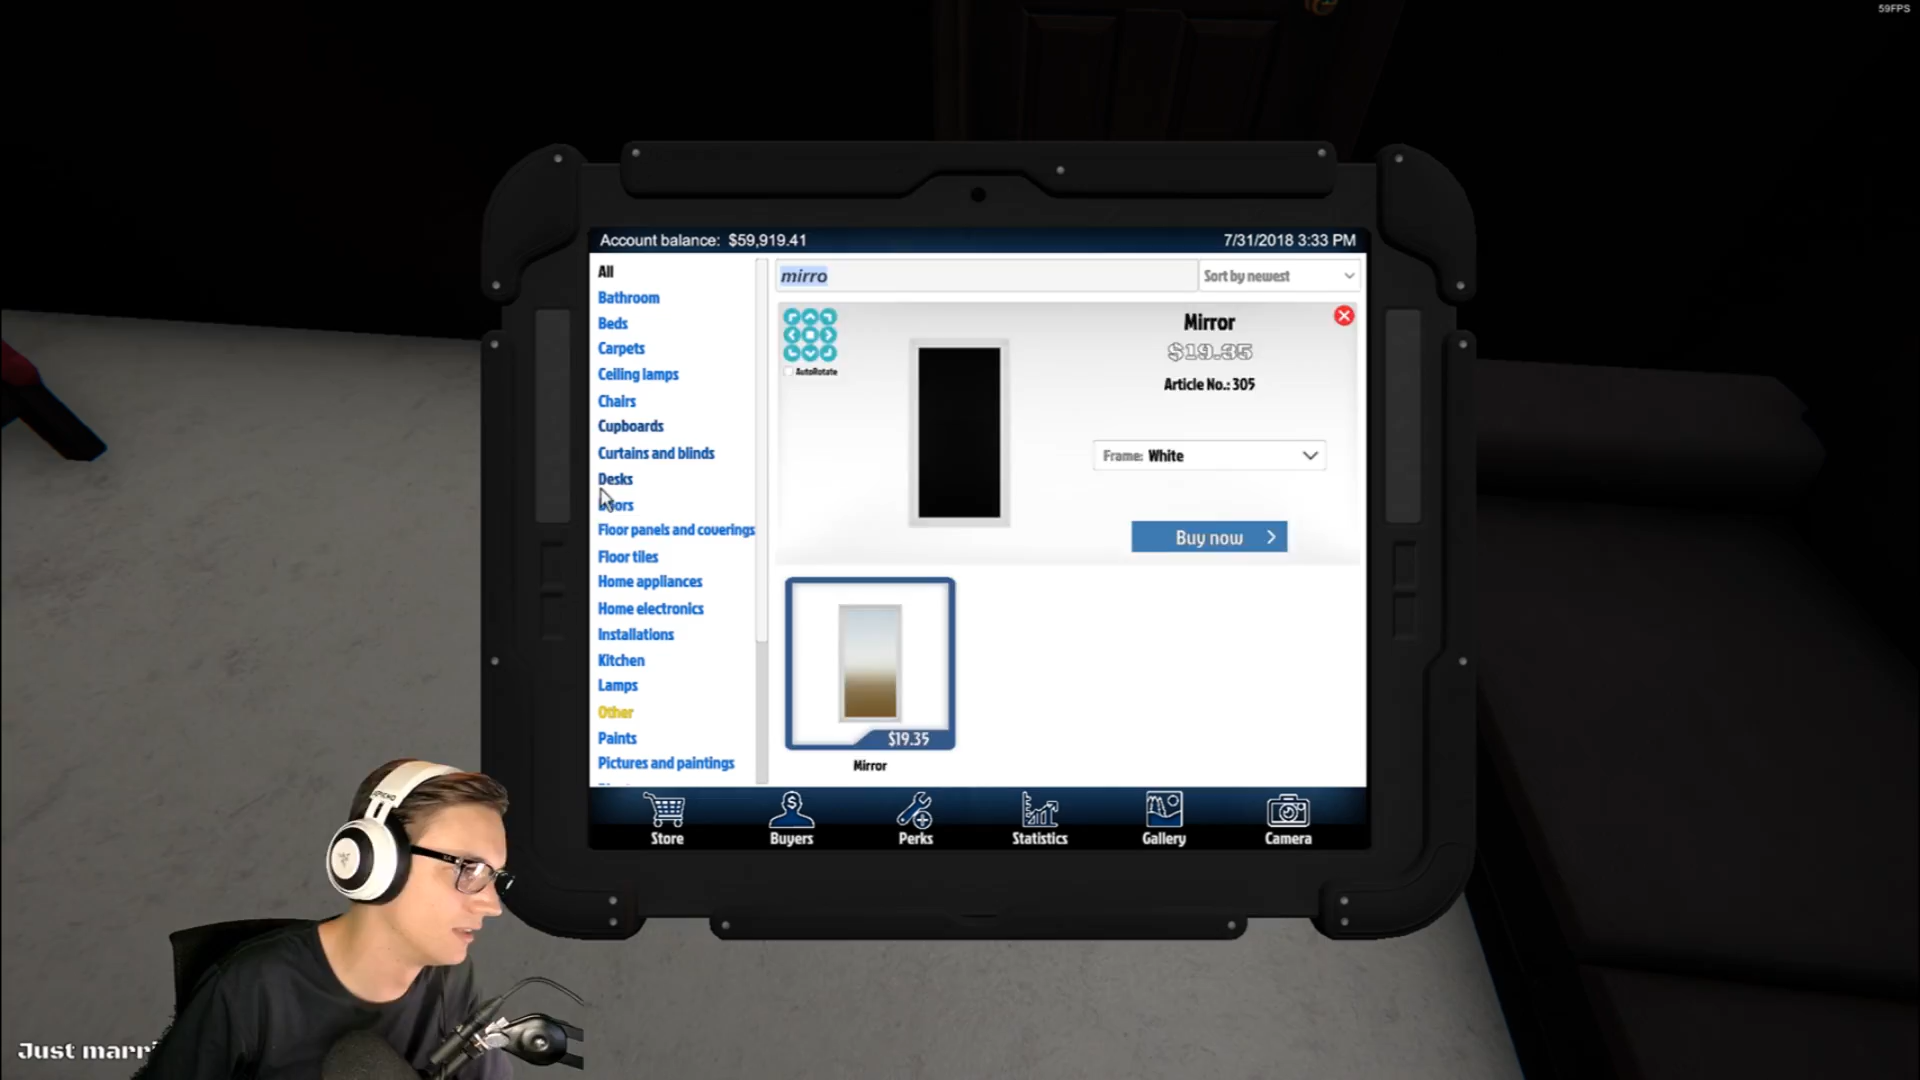 59FPS
Account balance: $59,919.41
7/31/2018 3:33 PM
All
Bathroom
Beds
Carpets
Ceiling lamps
Chairs
Cupboards
Curtains and blinds
Desks
Floor panels and coverings
Floor tiles
Home appliances
Home electronics
Installations
Kitchen
Lamps
Other
Paints
Pictures and paintings
mirro
Sort by newest
AutoRotate
Mirror
$19.35
Article No.: 305
Frame: White
Buy now
$19.35
Mirror
Store
Buyers
Perks
Statistics
Gallery
Camera
Just marri